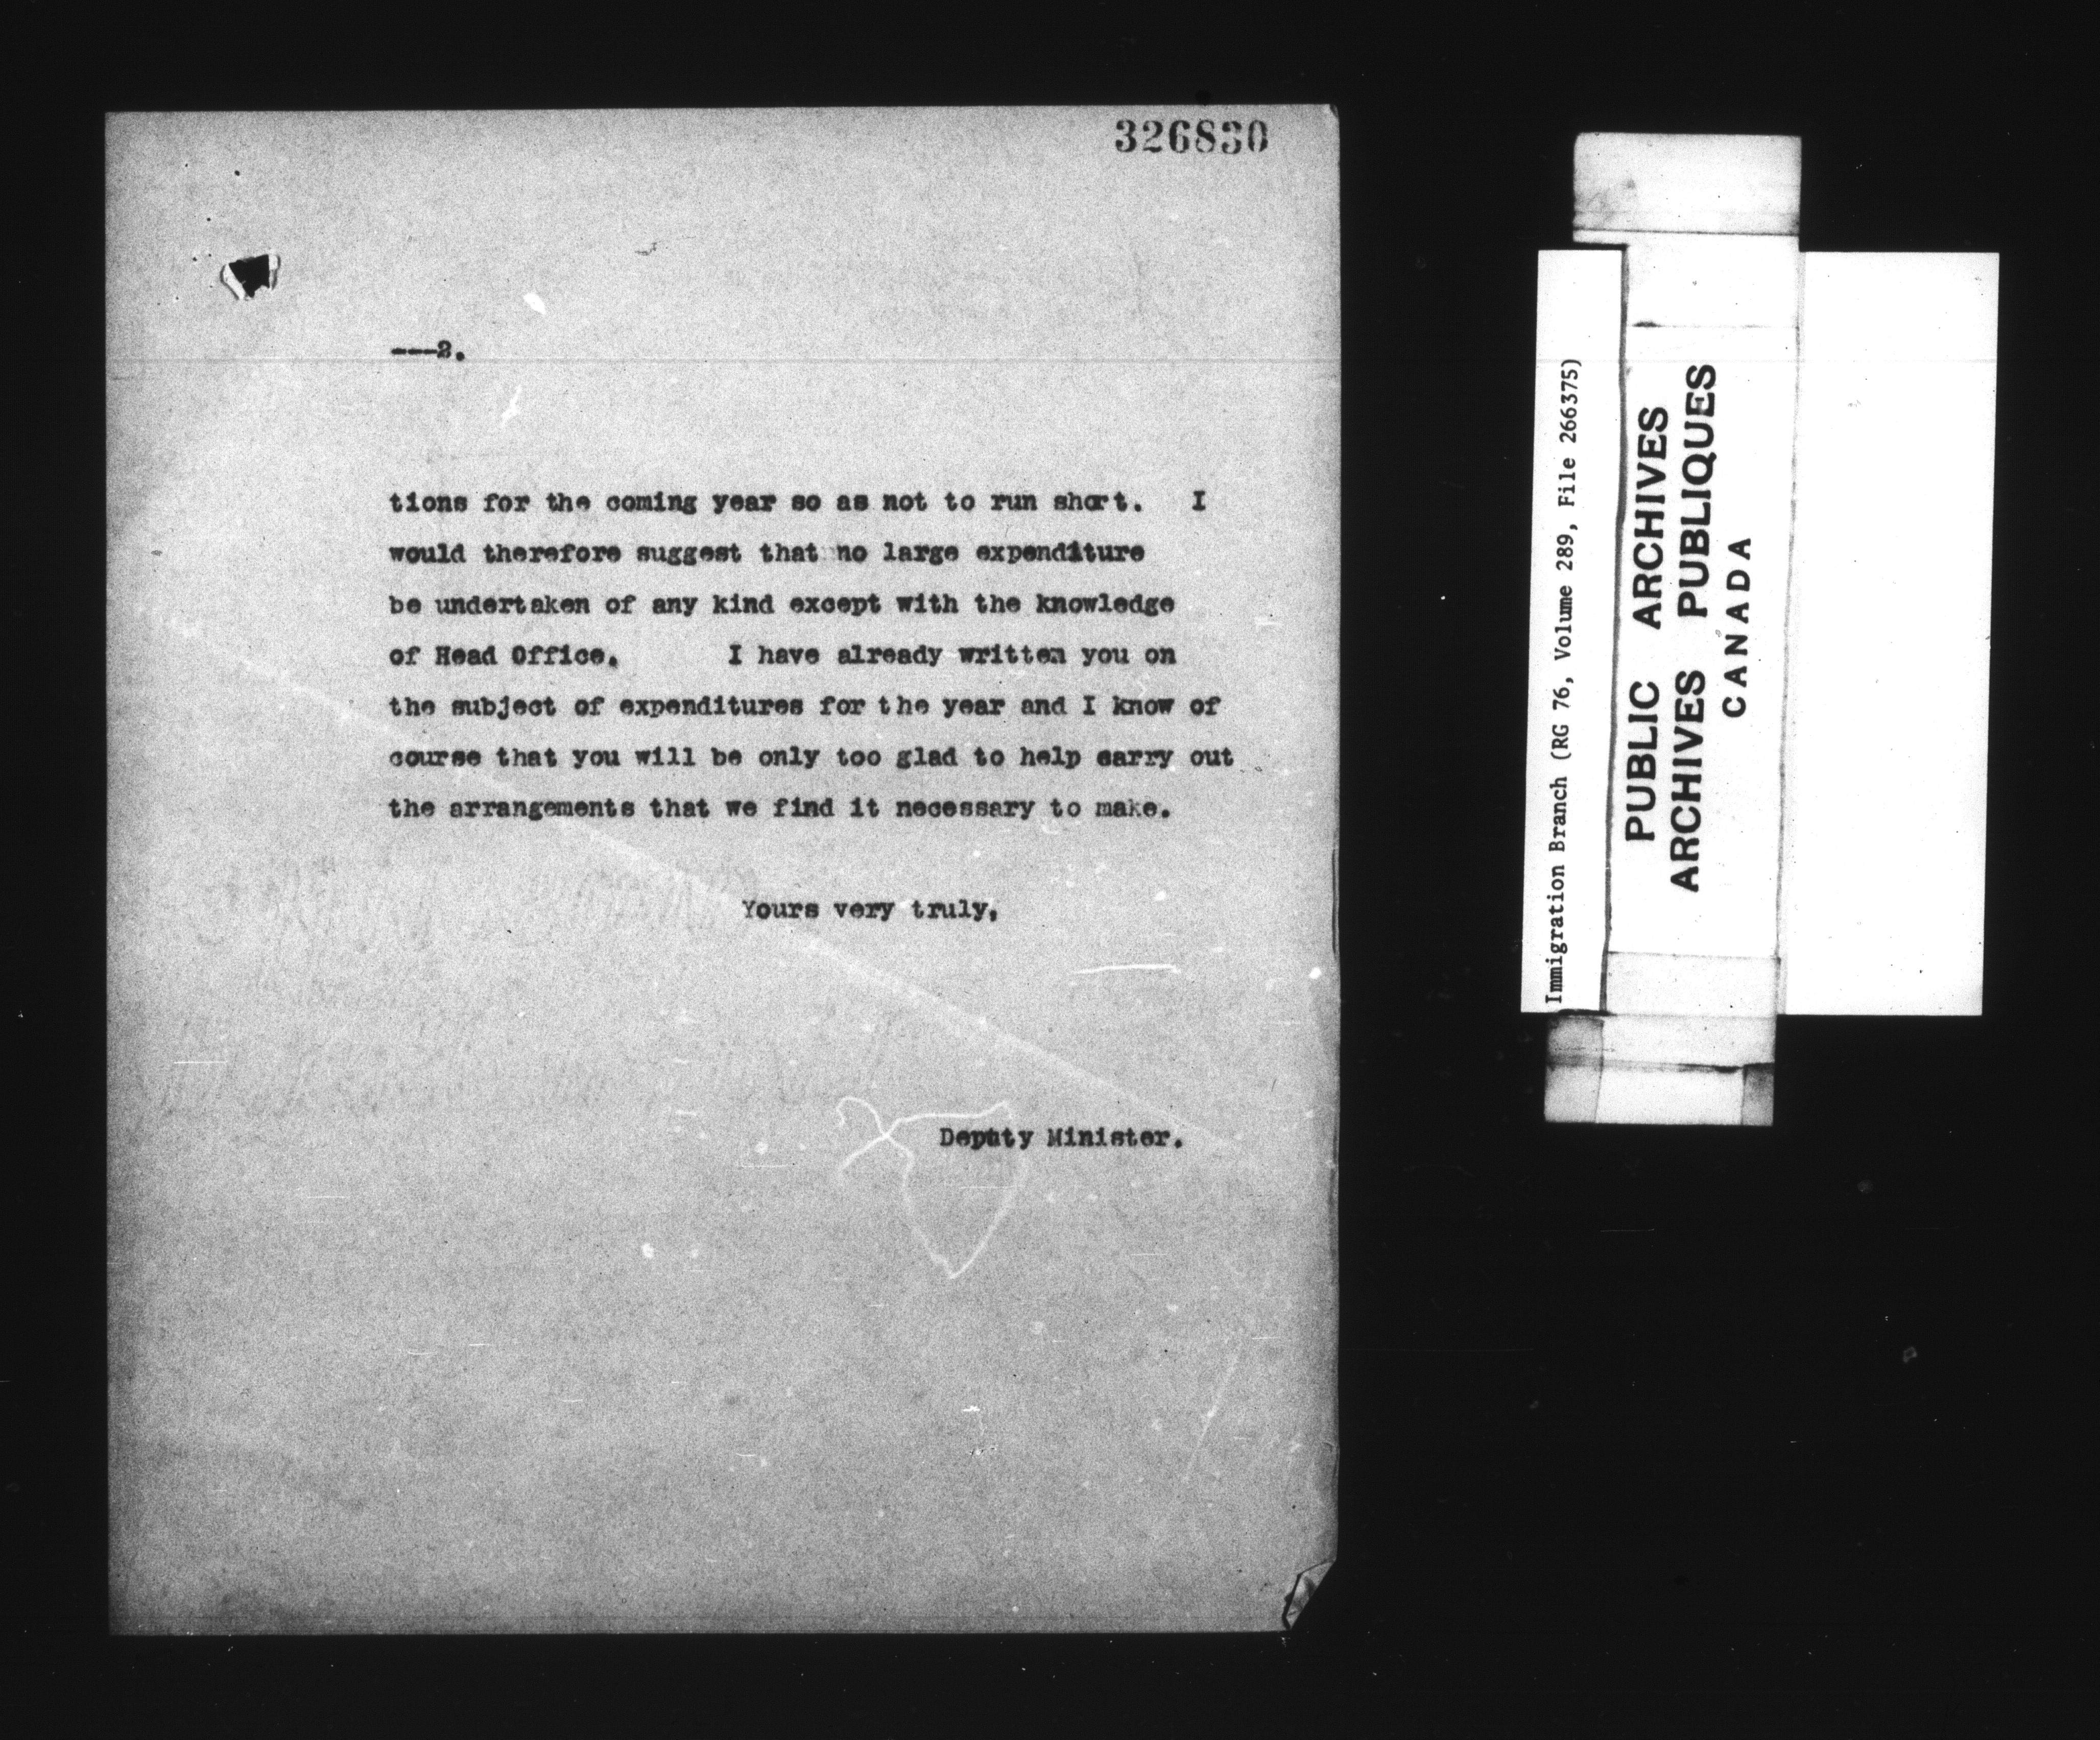 326830
---2.
tions for the coming year so as not to run short. I
would therefore suggest that no large expenditure
be undertaken of any kind except with the knowledge
of Head Office. I have already written you on
the subject of expenditures for the year and I know of
course that you will be only too glad to help carry out
the arrangements that we find it necessary to make.
Yours very truly,
Deputy Minister.
Immigration Branch (RG 76, Volume 289, File 266375)
PUBLIC ARCHIVES
ARCHIVES PUBLIQUES
CANADA